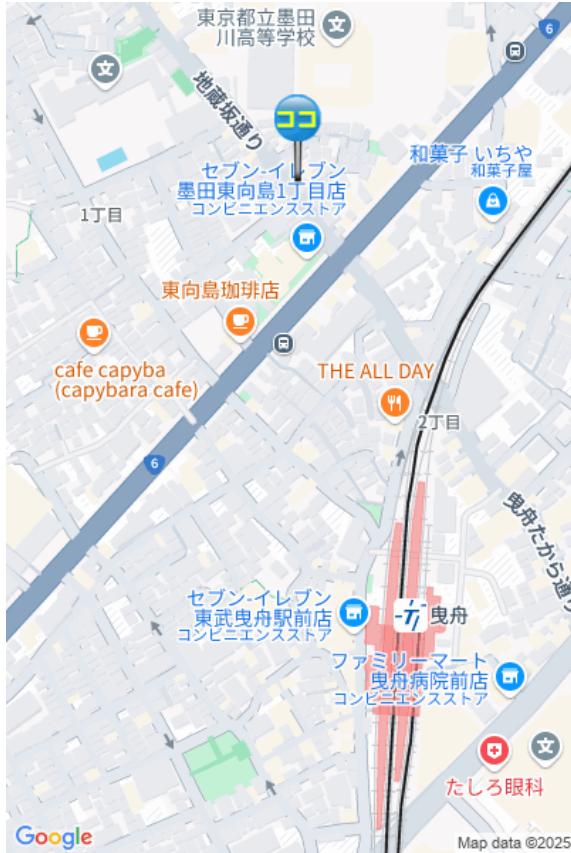 東京都立墨田
川高等学校
6
地蔵坂通り
ココ
セブン-イレブン
墨田東向島1丁目店
コンビニエンスストア
和菓子 いちや
和菓子屋
1丁目
東向島珈琲店
cafe capyba
(capybara cafe)
THE ALL DAY
2丁目
6
曳舟たから通り
セブン-イレブン
東武曳舟駅前店
コンビニエンスストア
曳舟
ファミリーマート
曳舟病院前店
コンビニエンスストア
たしろ眼科
Google
Map data ©2025
文
文
文